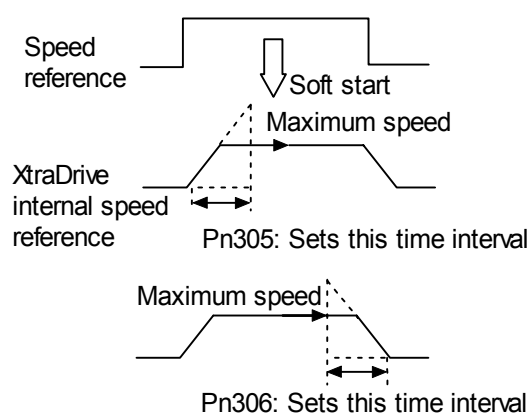 Speed
reference
Soft start
Maximum speed
XtraDrive
internal speed
reference
Pn305: Sets this time interval
Maximum speed
Pn306: Sets this time interval